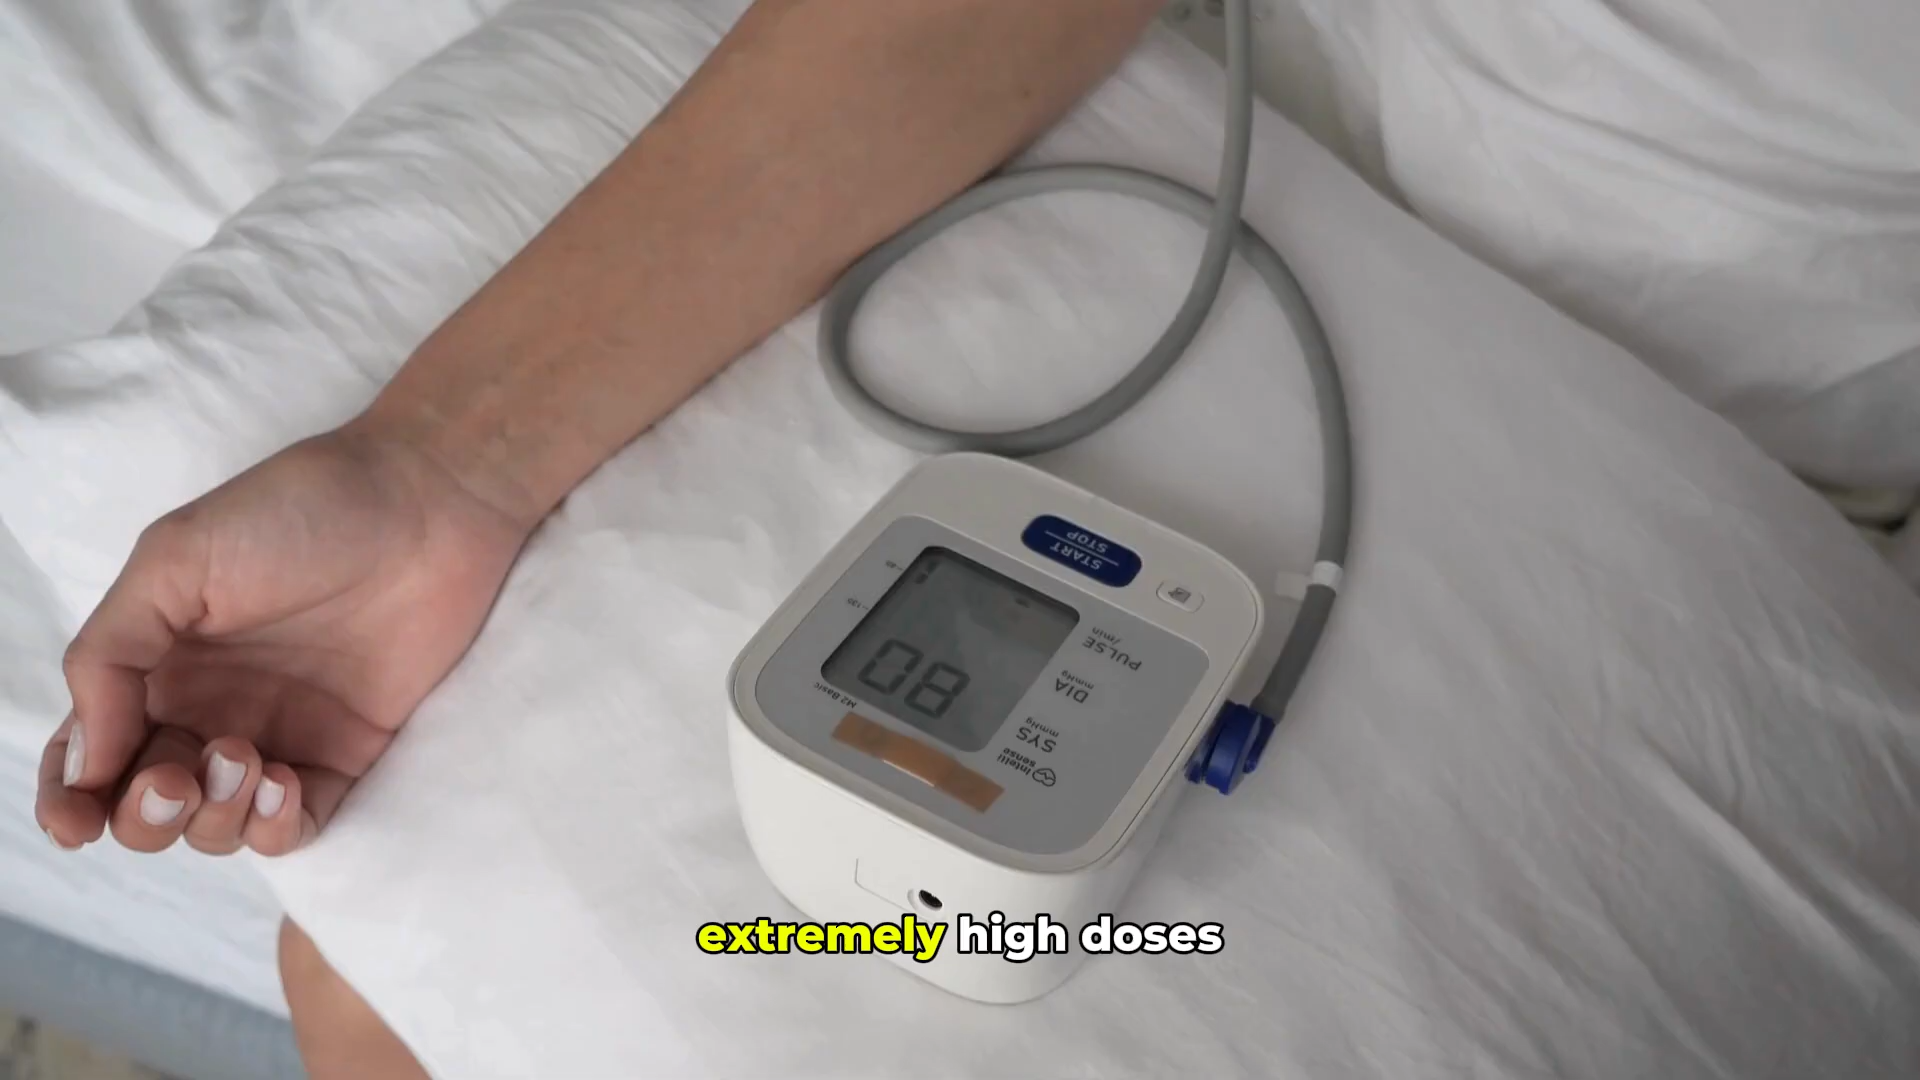 START
STOP
PULSE
/min
DIA
mmHg
SYS
mmHg
Intelli
sense
M2 Basic
80
extremely high doses